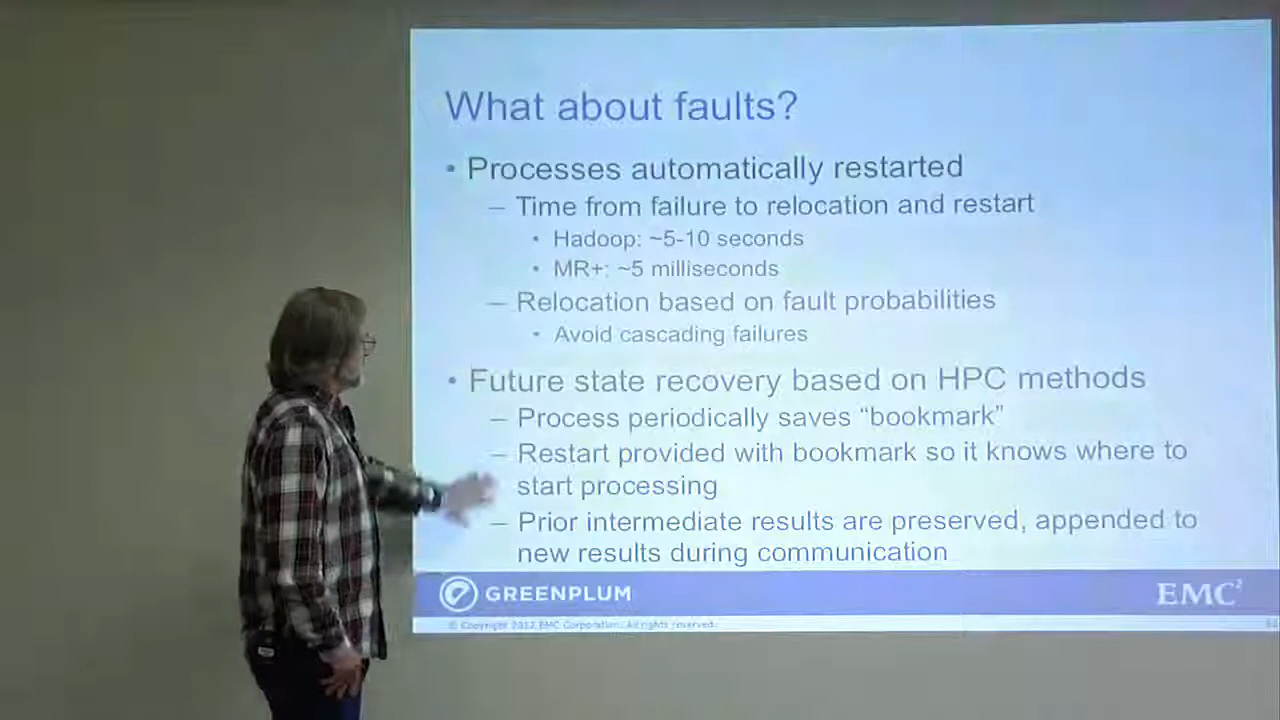 What about faults?
• Processes automatically restarted
– Time from failure to relocation and restart
• Hadoop: ~5-10 seconds
• MR+: ~5 milliseconds
– Relocation based on fault probabilities
• Avoid cascading failures
• Future state recovery based on HPC methods
– Process periodically saves “bookmark”
– Restart provided with bookmark so it knows where to
start processing
– Prior intermediate results are preserved, appended to
new results during communication
GREENPLUM
EMC²
© Copyright 2012 EMC Corporation. All rights reserved.